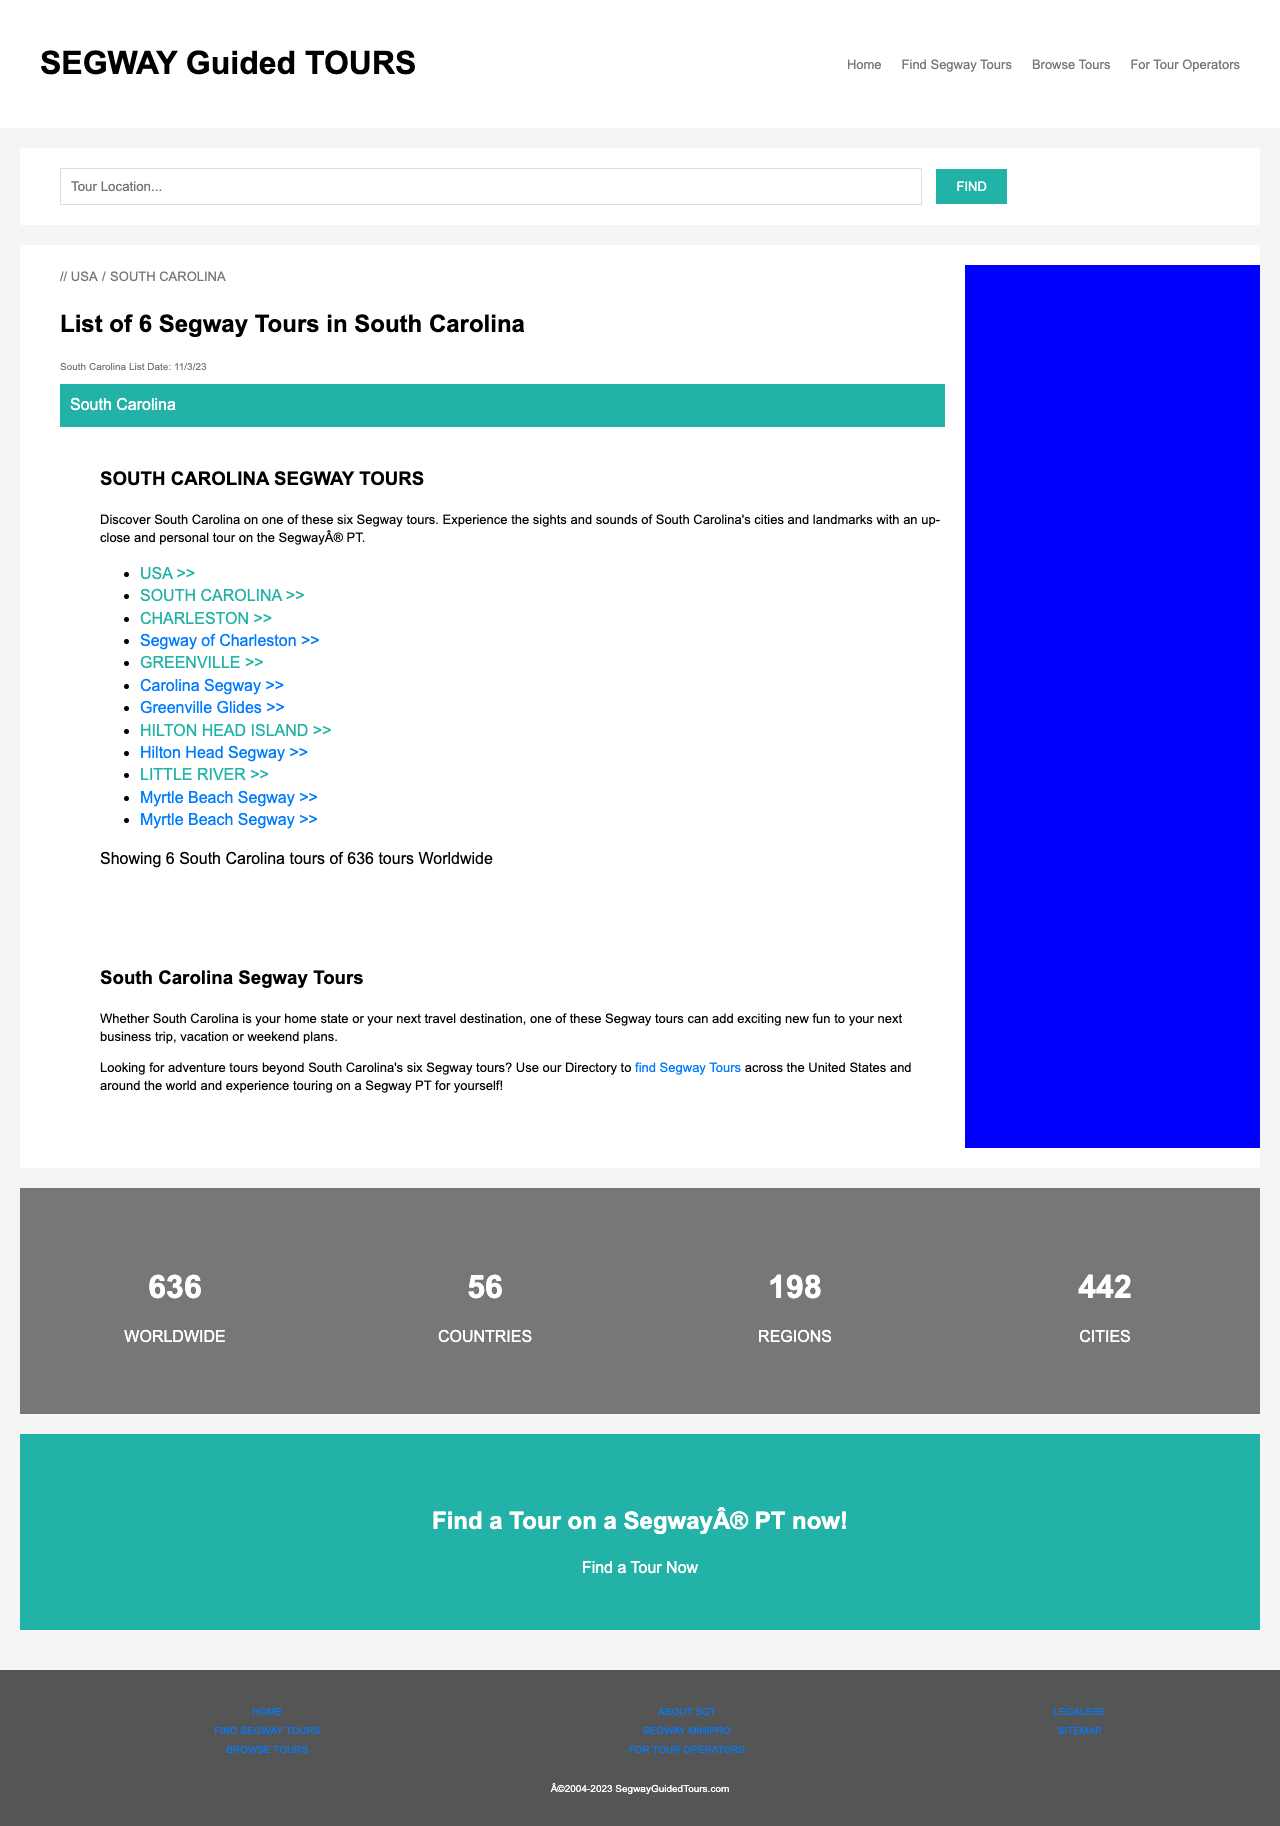 SEGWAY Guided TOURS
Home Find Segway Tours Browse Tours For Tour Operators
Tour Location...
FIND
// USA / SOUTH CAROLINA
List of 6 Segway Tours in South Carolina
South Carolina List Date: 11/3/23
South Carolina
SOUTH CAROLINA SEGWAY TOURS
Discover South Carolina on one of these six Segway tours. Experience the sights and sounds of South Carolina's cities and landmarks with an up-
close and personal tour on the SegwayÂ® PT.
USA >>
SOUTH CAROLINA >>
CHARLESTON >>
Segway of Charleston >>
GREENVILLE >>
Carolina Segway >>
Greenville Glides >>
HILTON HEAD ISLAND >>
Hilton Head Segway >>
LITTLE RIVER >>
Myrtle Beach Segway >>
Myrtle Beach Segway >>
Showing 6 South Carolina tours of 636 tours Worldwide
South Carolina Segway Tours
Whether South Carolina is your home state or your next travel destination, one of these Segway tours can add exciting new fun to your next
business trip, vacation or weekend plans.
Looking for adventure tours beyond South Carolina's six Segway tours? Use our Directory to find Segway Tours across the United States and
around the world and experience touring on a Segway PT for yourself!
636
WORLDWIDE
56
COUNTRIES
198
REGIONS
442
CITIES
Find a Tour on a SegwayÂ® PT now!
Find a Tour Now
HOME
FIND SEGWAY TOURS
BROWSE TOURS
ABOUT SGT
SEGWAY MINIPRO
FOR TOUR OPERATORS
LEGALESE
SITEMAP
Â©2004-2023 SegwayGuidedTours.com